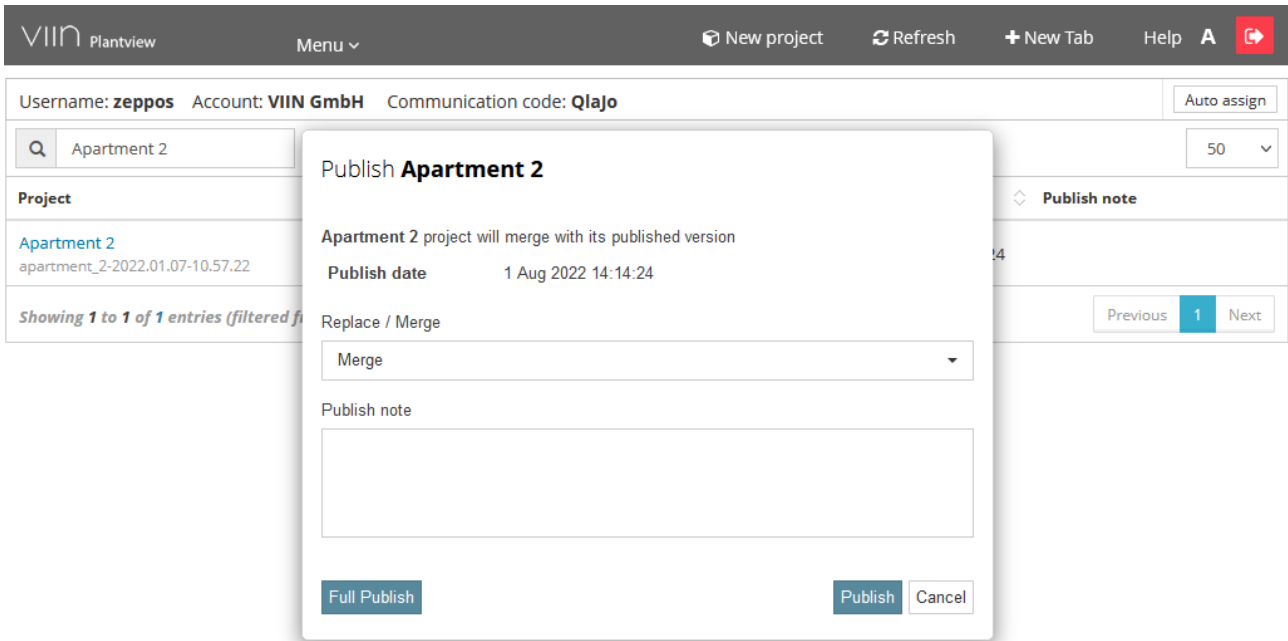 VIIN Plantview Menu New project Refresh New Tab Help A
Username: zeppos Account: VIIN GmbH Communication code: QlaJo Auto assign
Apartment 2 50
Publish Apartment 2
Project Publish note
Apartment 2 project will merge with its published version
Apartment 2
apartment_2-2022.01.07-10.57.22
24
Publish date 1 Aug 2022 14:14:24
Showing 1 to 1 of 1 entries (filtered
Previous 1 Next
Replace / Merge
Merge
Publish note
Full Publish Publish Cancel